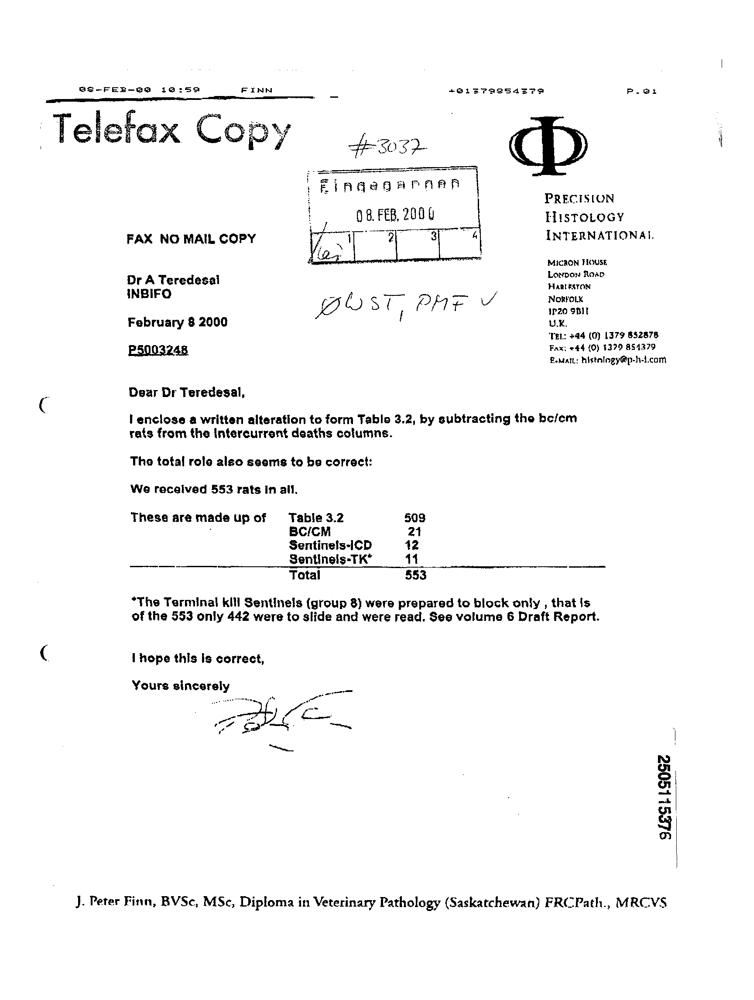 08-FEB-00 10:59 FINN +01379854379 P.01
Telefax Copy
#3037
Eingegangen
08. FEB. 2000
1 2 3 4
PRECISION
HISTOLOGY
INTERNATIONAL
FAX NO MAIL COPY
MICRON HOUSE
LONDON ROAD
HARLESTON
NORFOLK
IP20 9BH
U.K.
TEL: +44 (0) 1379 852878
FAX: +44 (0) 1379 854379
E-MAIL: histology@p-h-i.com
Dr A Teredesal
INBIFO
ØWST, PMF ✓
February 8 2000
P5003248
Dear Dr Teredesal,
I enclose a written alteration to form Table 3.2, by subtracting the bc/cm
rats from the intercurrent deaths columns.
The total role also seems to be correct:
We received 553 rats in all.
These are made up of Table 3.2 509
BC/CM 21
Sentinels-ICD 12
Sentinels-TK* 11
Total 553
*The Terminal kill Sentinels (group 8) were prepared to block only , that is
of the 553 only 442 were to slide and were read. See volume 6 Draft Report.
I hope this is correct,
Yours sincerely
2505115376
J. Peter Finn, BVSc, MSc, Diploma in Veterinary Pathology (Saskatchewan) FRCPath., MRCVS